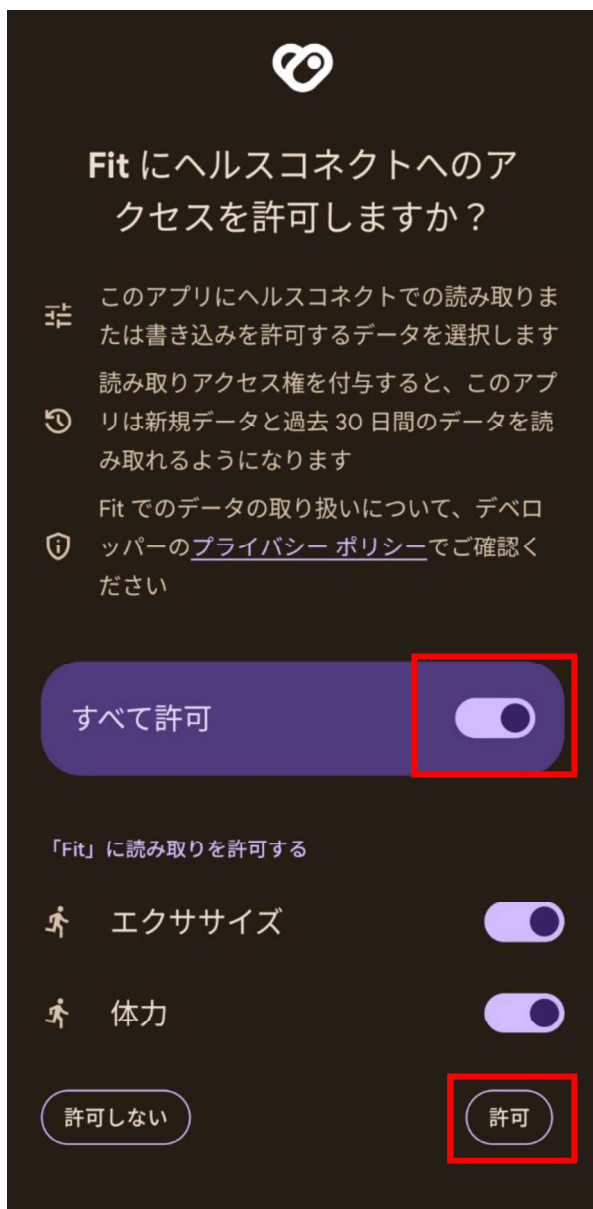 Fit にヘルスコネクトへのア
クセスを許可しますか？
このアプリにヘルスコネクトでの読み取りま
たは書き込みを許可するデータを選択します
読み取りアクセス権を付与すると、このアプ
リは新規データと過去 30 日間のデータを読
み取れるようになります
Fit でのデータの取り扱いについて、デベロ
ッパーのプライバシー ポリシーでご確認く
ださい
すべて許可
「Fit」に読み取りを許可する
エクササイズ
体力
許可しない
許可